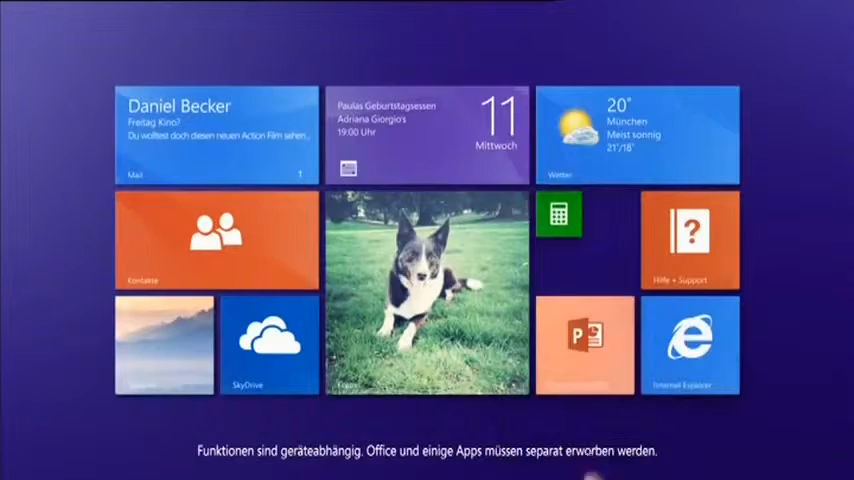 Daniel Becker
Freitag Kino?
Du wolltest doch diesen neuen Action Film sehen...
Mail
1
Paulas Geburtstagsessen
Adriana Giorgio's
19:00 Uhr
11
Mittwoch
20°
München
Meist sonnig
21°/18°
Wetter
Kontakte
?
Hilfe + Support
SkyDrive
Fotos
P
Internet Explorer
Funktionen sind geräteabhängig. Office und einige Apps müssen separat erworben werden.